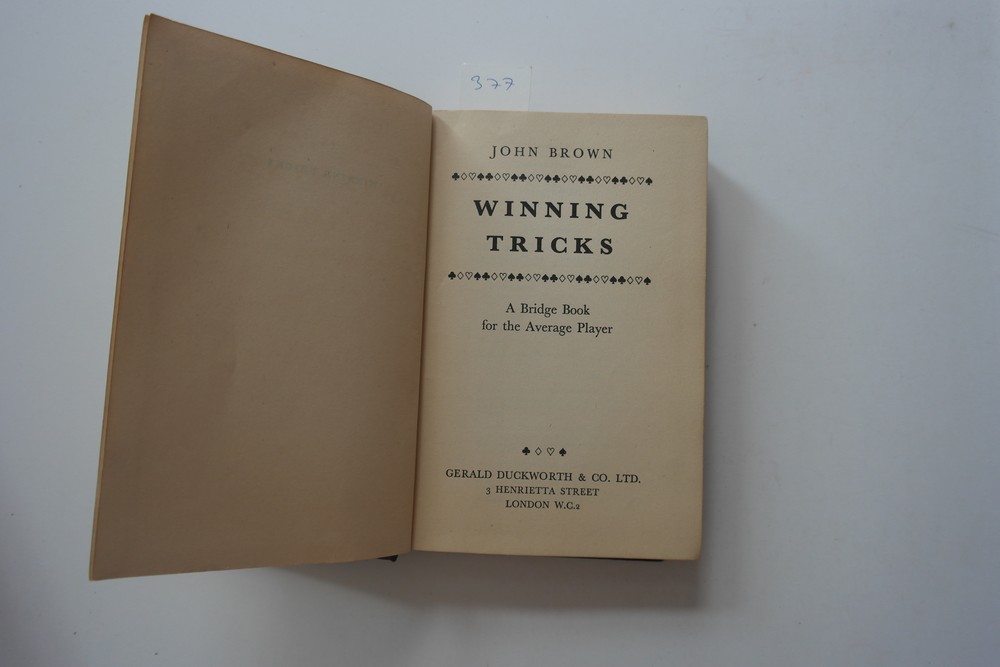 377
JOHN BROWN
♣♢♡♠♣♢♡♠♣♢♡♠♣♢♡♠♣♢♡♠♣♢♡♠
WINNING
TRICKS
♣♢♡♠♣♢♡♠♣♢♡♠♣♢♡♠♣♢♡♠♣♢♡♠
A Bridge Book
for the Average Player
♣ ♢ ♡ ♠
GERALD DUCKWORTH & CO. LTD.
3 HENRIETTA STREET
LONDON W.C.2